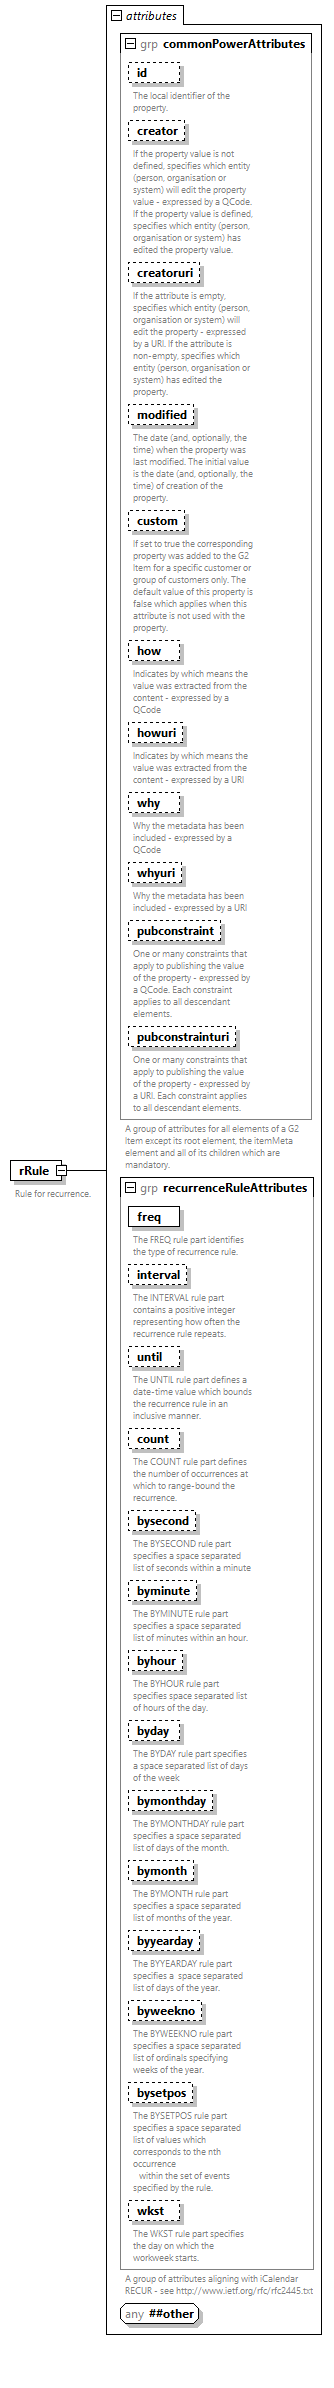 attributes
grp commonPowerAttributes
id
The local identifier of the
property.
creator
If the property value is not
defined, specifies which entity
(person, organisation or
system) will edit the property
value - expressed by a QCode.
If the property value is defined,
specifies which entity (person,
organisation or system) has
edited the property value.
creatoruri
If the attribute is empty,
specifies which entity (person,
organisation or system) will
edit the property - expressed
by a URI. If the attribute is
non-empty, specifies which
entity (person, organisation or
system) has edited the
property.
modified
The date (and, optionally, the
time) when the property was
last modified. The initial value
is the date (and, optionally, the
time) of creation of the
property.
custom
If set to true the corresponding
property was added to the G2
Item for a specific customer or
group of customers only. The
default value of this property is
false which applies when this
attribute is not used with the
property.
how
Indicates by which means the
value was extracted from the
content - expressed by a
QCode
howuri
Indicates by which means the
value was extracted from the
content - expressed by a URI
why
Why the metadata has been
included - expressed by a
QCode
whyuri
Why the metadata has been
included - expressed by a URI
pubconstraint
One or many constraints that
apply to publishing the value
of the property - expressed by
a QCode. Each constraint
applies to all descendant
elements.
pubconstrainturi
One or many constraints that
apply to publishing the value
of the property - expressed by
a URI. Each constraint applies
to all descendant elements.
A group of attributes for all elements of a G2
Item except its root element, the itemMeta
element and all of its children which are
mandatory.
rRule
Rule for recurrence.
grp recurrenceRuleAttributes
freq
The FREQ rule part identifies
the type of recurrence rule.
interval
The INTERVAL rule part
contains a positive integer
representing how often the
recurrence rule repeats.
until
The UNTIL rule part defines a
date-time value which bounds
the recurrence rule in an
inclusive manner.
count
The COUNT rule part defines
the number of occurrences at
which to range-bound the
recurrence.
bysecond
The BYSECOND rule part
specifies a space separated
list of seconds within a minute
byminute
The BYMINUTE rule part
specifies a space separated
list of minutes within an hour.
byhour
The BYHOUR rule part
specifies space separated list
of hours of the day.
byday
The BYDAY rule part specifies
a space separated list of days
of the week
bymonthday
The BYMONTHDAY rule part
specifies a space separated
list of days of the month.
bymonth
The BYMONTH rule part
specifies a space separated
list of months of the year.
byyearday
The BYYEARDAY rule part
specifies a  space separated
list of days of the year.
byweekno
The BYWEEKNO rule part
specifies a space separated
list of ordinals specifying
weeks of the year.
bysetpos
The BYSETPOS rule part
specifies a space separated
list of values which
corresponds to the nth
occurrence
within the set of events
specified by the rule.
wkst
The WKST rule part specifies
the day on which the
workweek starts.
A group of attributes aligning with iCalendar
RECUR - see http://www.ietf.org/rfc/rfc2445.txt
any ##other